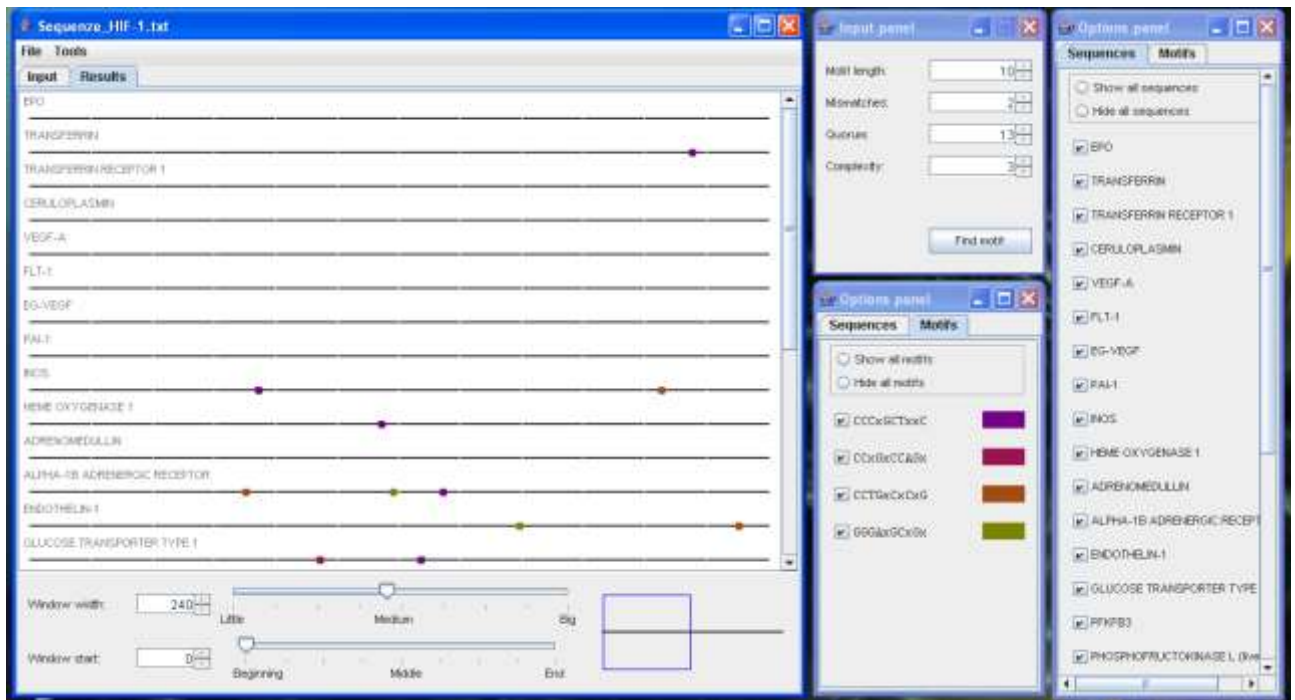 Sequenze_HIF-1.txt
File Tools
Input Results
EPO
TRANSFERRIN
TRANSFERRIN RECEPTOR 1
CERULOPLASMIN
VEGF-A
FLT-1
EG-VEGF
PAI-1
INOS
HEME OXYGENASE 1
ADRENOMEDULLIN
ALPHA-1B ADRENERGIC RECEPTOR
ENDOTHELIN-1
GLUCOSE TRANSPORTER TYPE 1
Window width: 240
Little Medium Big
Window start: 0
Beginning Middle End
Input panel
Motif length: 10
Mismatches: 2
Quorum: 13
Complexity: 3
Find motif
Options panel
Sequences Motifs
Show all motifs
Hide all motifs
CCCxGCTxxC
CCxGxCCAGx
CCTGxCxCxG
GGGAxGCxGx
Options panel
Sequences Motifs
Show all sequences
Hide all sequences
EPO
TRANSFERRIN
TRANSFERRIN RECEPTOR 1
CERULOPLASMIN
VEGF-A
FLT-1
EG-VEGF
PAI-1
INOS
HEME OXYGENASE 1
ADRENOMEDULLIN
ALPHA-1B ADRENERGIC RECEPT
ENDOTHELIN-1
GLUCOSE TRANSPORTER TYPE
PFKFB3
PHOSPHOFRUCTOKINASE L (live